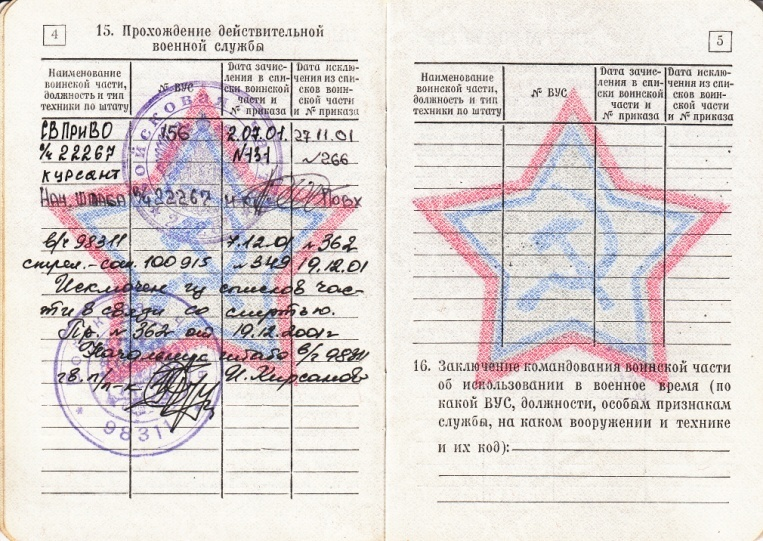 4
15. Прохождение действительной
военной службы
Наименование воинской части, должность и тип техники по штату
№ ВУС
Дата зачисления в списки воинской части и № приказа
Дата исключения из списков воинской части и № приказа
СВПриВО 156 2.07.01. 27.11.01
в/ч 22267 №131 №266
курсант
Нач. штаба в/ч 22267
в/ч 98311 7.12.01 №362
стрел.-сан. 100915 №349 19.12.01
Исключен из списков час-
ти в связи со смертью.
Пр. №362 от 19.12.2001г
Начальник штаба в/ч 98311
гв. п/п-к И. Кирсанов
98311
5
Наименование воинской части, должность и тип техники по штату
№ ВУС
Дата зачисления в списки воинской части и № приказа
Дата исключения из списков воинской части и № приказа
16. Заключение командования воинской части
об использовании в военное время (по
какой ВУС, должности, особым признакам
службы, на каком вооружении и технике
и их код):